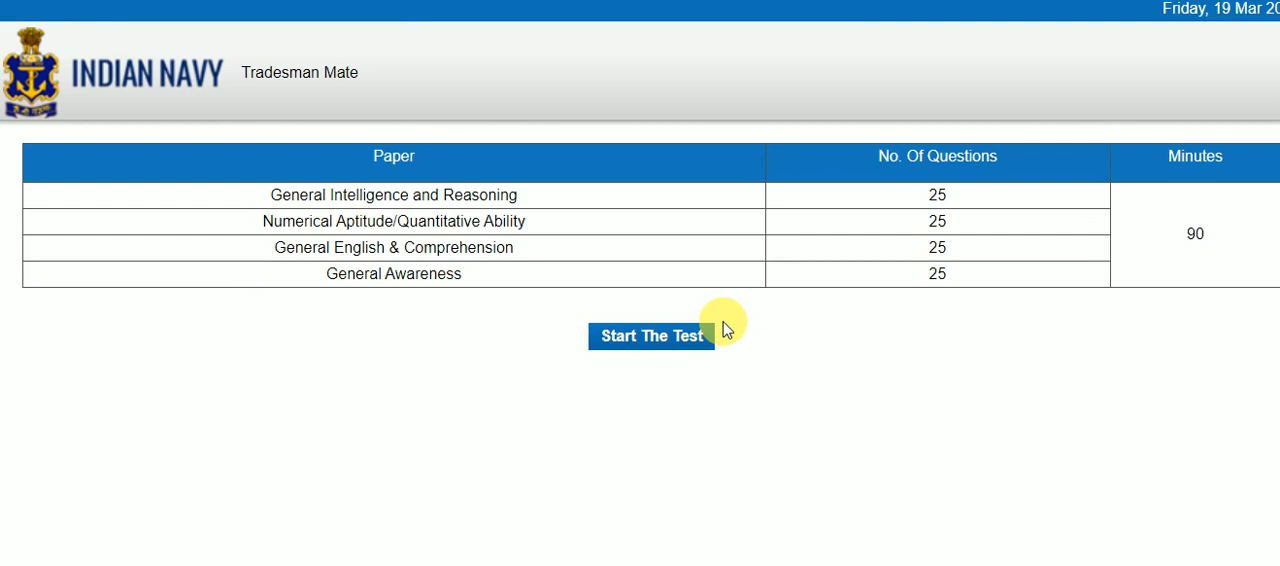 Friday, 19 Mar 20
INDIAN NAVY Tradesman Mate
Paper No. Of Questions Minutes
General Intelligence and Reasoning 25
Numerical Aptitude/Quantitative Ability 25
90
General English & Comprehension 25
General Awareness 25
Start The Test